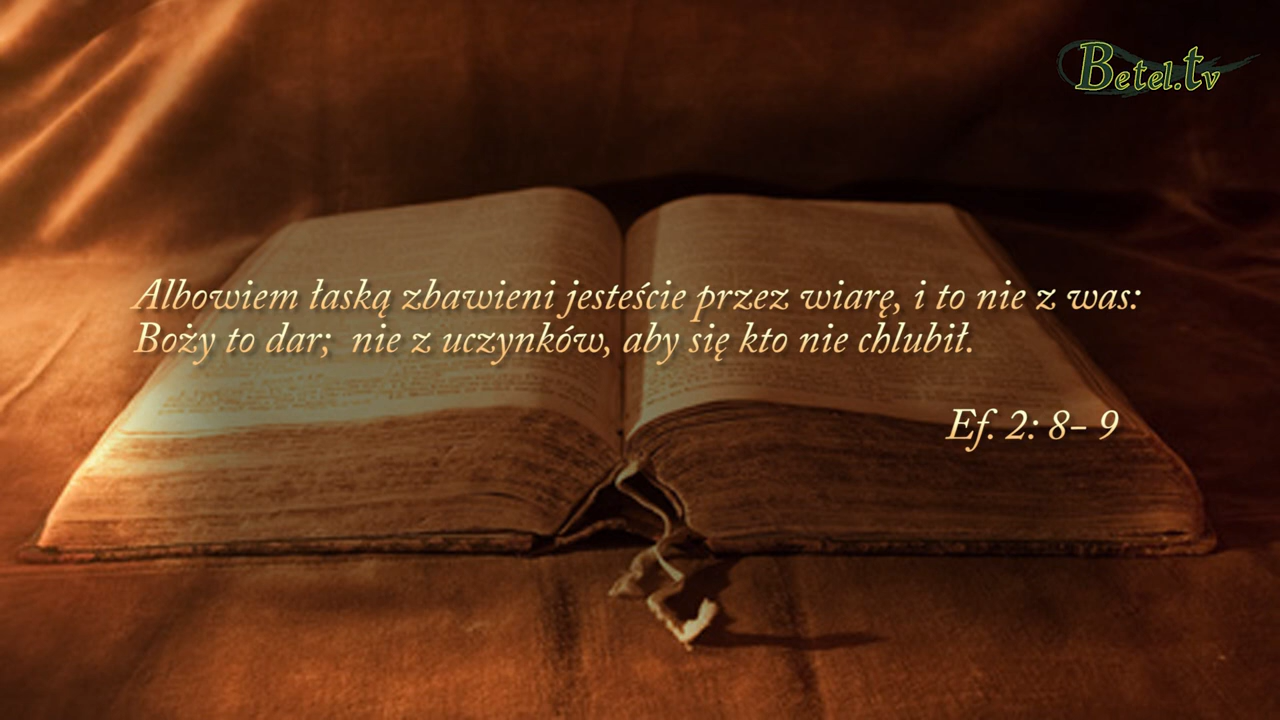 Betel.tv
Albowiem łaską zbawieni jesteście przez wiarę, i to nie z was:
Boży to dar;  nie z uczynków, aby się kto nie chlubił.
Ef. 2: 8- 9